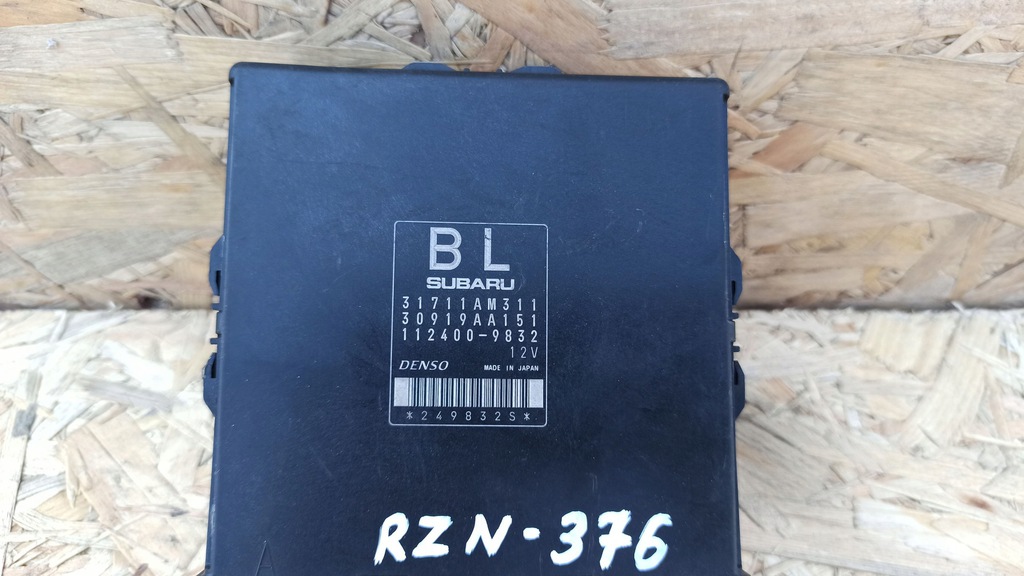 BL
SUBARU
31711AM311
30919AA151
112400-9832
12V
DENSO MADE IN JAPAN
*249832S*
RZN-376
A